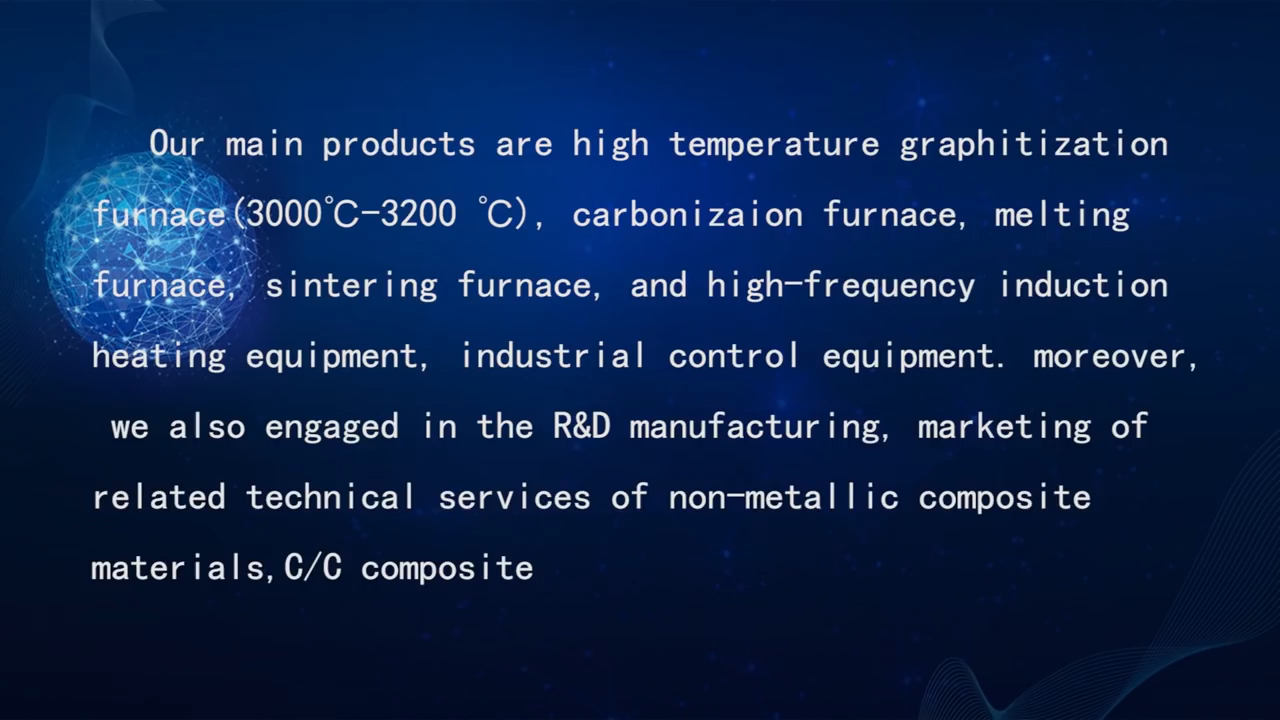 Our main products are high temperature graphitization
furnace(3000℃-3200 ℃), carbonizaion furnace, melting
furnace, sintering furnace, and high-frequency induction
heating equipment, industrial control equipment. moreover,
we also engaged in the R&D manufacturing, marketing of
related technical services of non-metallic composite
materials,C/C composite